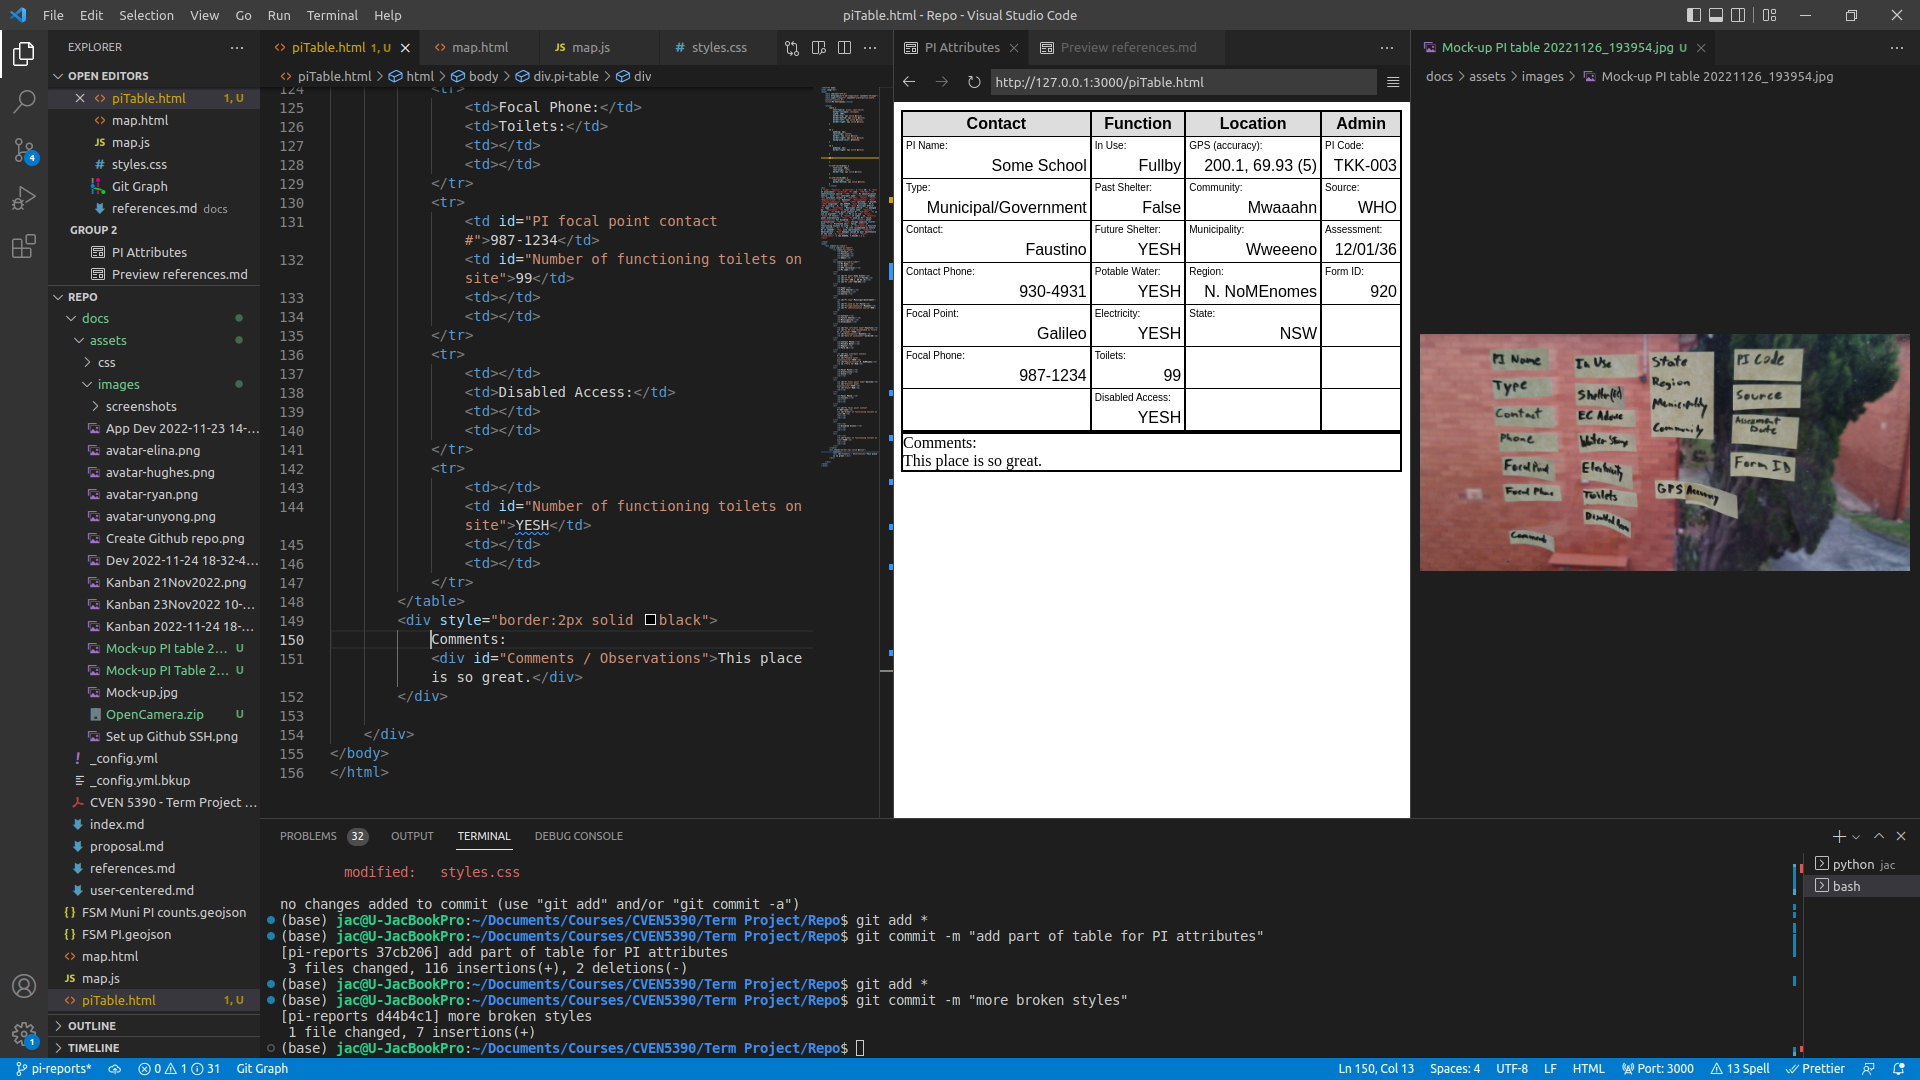 File Edit Selection View Go Run Terminal Help
piTable.html - Repo - Visual Studio Code
EXPLORER
OPEN EDITORS
piTable.html 1, U
map.html
JS map.js
# styles.css
Git Graph
references.md docs
GROUP 2
PI Attributes
Preview references.md
REPO
docs
assets
css
images
screenshots
App Dev 2022-11-23 14-...
avatar-elina.png
avatar-hughes.png
avatar-ryan.png
avatar-unyong.png
Create Github repo.png
Dev 2022-11-24 18-32-4...
Kanban 21Nov2022.png
Kanban 23Nov2022 10-...
Kanban 2022-11-24 18-...
Mock-up PI table 2... U
Mock-up PI Table 2... U
Mock-up.jpg
OpenCamera.zip U
Set up Github SSH.png
! _config.yml
_config.yml.bkup
CVEN 5390 - Term Project ...
index.md
proposal.md
references.md
user-centered.md
{} FSM Muni PI counts.geojson
{} FSM PI.geojson
<> map.html
JS map.js
<> piTable.html 1, U
OUTLINE
TIMELINE
4
1
<> piTable.html 1, U
<> map.html
JS map.js
# styles.css
<> piTable.html > html > body > div.pi-table > div
124 <tr>
125 <td>Focal Phone:</td>
126 <td>Toilets:</td>
127 <td></td>
128 <td></td>
129 </tr>
130 <tr>
131 <td id="PI focal point contact
#">987-1234</td>
132 <td id="Number of functioning toilets on
site">99</td>
133 <td></td>
134 <td></td>
135 </tr>
136 <tr>
137 <td></td>
138 <td>Disabled Access:</td>
139 <td></td>
140 <td></td>
141 </tr>
142 <tr>
143 <td></td>
144 <td id="Number of functioning toilets on
site">YESH</td>
145 <td></td>
146 <td></td>
147 </tr>
148 </table>
149 <div style="border:2px solid black">
150 Comments:
151 <div id="Comments / Observations">This place
is so great.</div>
152 </div>
153
154 </div>
155 </body>
156 </html>
PI Attributes
Preview references.md
http://127.0.0.1:3000/piTable.html
Contact Function Location Admin
PI Name: In Use: GPS (accuracy): PI Code:
Some School Fullby 200.1, 69.93 (5) TKK-003
Type: Past Shelter: Community: Source:
Municipal/Government False Mwaaahn WHO
Contact: Future Shelter: Municipality: Assessment:
Faustino YESH Wweeeno 12/01/36
Contact Phone: Potable Water: Region: Form ID:
930-4931 YESH N. NoMEnomes 920
Focal Point: Electricity: State:
Galileo YESH NSW
Focal Phone: Toilets:
987-1234 99
Disabled Access:
YESH
Comments:
This place is so great.
Mock-up PI table 20221126_193954.jpg U
docs > assets > images > Mock-up PI table 20221126_193954.jpg
PI Name
Type
Contact
Phone
Focal Point
Focal Phone
Comments
In Use
Electricity
Toilets
State
Region
Municipality
Community
GPS Accuracy
PI Code
Source
Assessment
Date
Form ID
PROBLEMS 32 OUTPUT TERMINAL DEBUG CONSOLE
modified: styles.css
no changes added to commit (use "git add" and/or "git commit -a")
(base) jac@U-JacBookPro:~/Documents/Courses/CVEN5390/Term Project/Repo$ git add *
(base) jac@U-JacBookPro:~/Documents/Courses/CVEN5390/Term Project/Repo$ git commit -m "add part of table for PI attributes"
[pi-reports 37cb206] add part of table for PI attributes
3 files changed, 116 insertions(+), 2 deletions(-)
(base) jac@U-JacBookPro:~/Documents/Courses/CVEN5390/Term Project/Repo$ git add *
(base) jac@U-JacBookPro:~/Documents/Courses/CVEN5390/Term Project/Repo$ git commit -m "more broken styles"
[pi-reports d44b4c1] more broken styles
1 file changed, 7 insertions(+)
(base) jac@U-JacBookPro:~/Documents/Courses/CVEN5390/Term Project/Repo$
python jac
bash
pi-reports* 0 1 31 Git Graph
Ln 150, Col 13 Spaces: 4 UTF-8 LF HTML Port: 3000 13 Spell Prettier